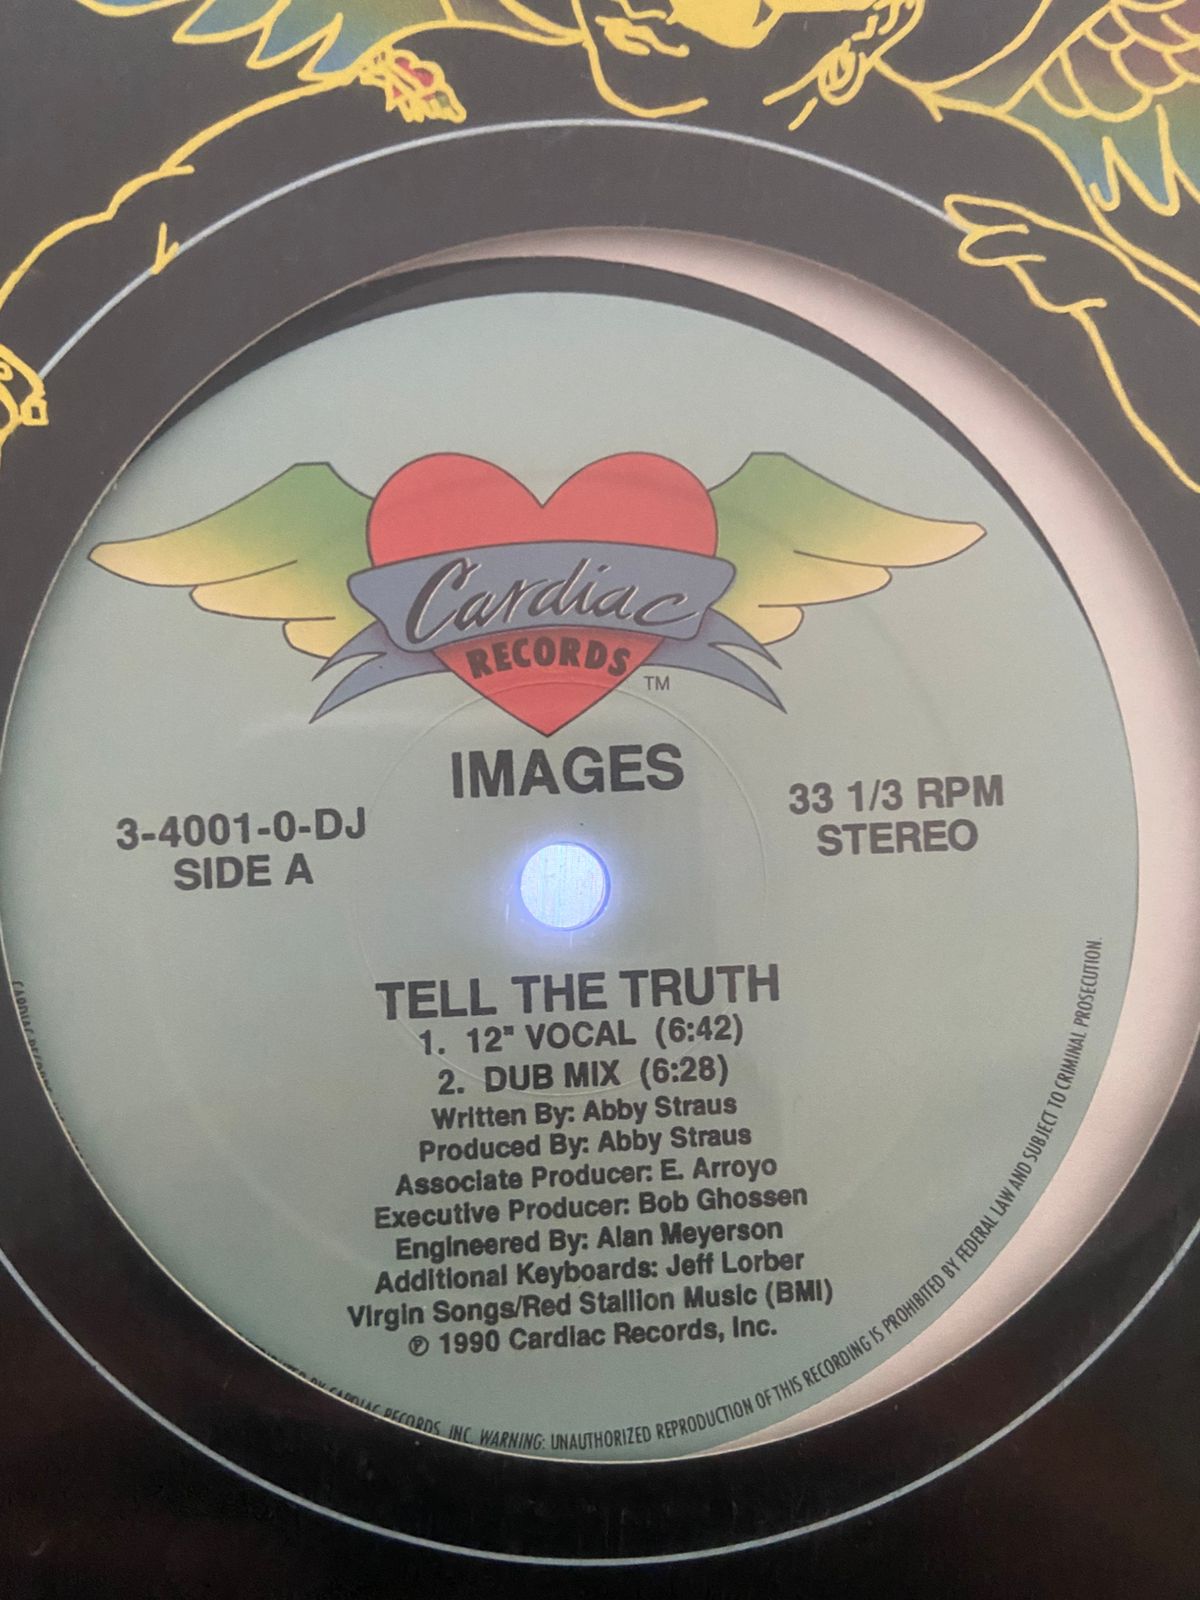 Cardiac
RECORDS
TM
IMAGES
3-4001-0-DJ
SIDE A
33 1/3 RPM
STEREO
TELL THE TRUTH
1. 12" VOCAL (6:42)
2. DUB MIX (6:28)
Written By: Abby Straus
Produced By: Abby Straus
Associate Producer: E. Arroyo
Executive Producer: Bob Ghossen
Engineered By: Alan Meyerson
Additional Keyboards: Jeff Lorber
Virgin Songs/Red Stallion Music (BMI)
℗ 1990 Cardiac Records, Inc.
BY CARDIAC RECORDS, INC. WARNING: UNAUTHORIZED REPRODUCTION OF THIS RECORDING IS PROHIBITED BY FEDERAL LAW AND SUBJECT TO CRIMINAL PROSECUTION.